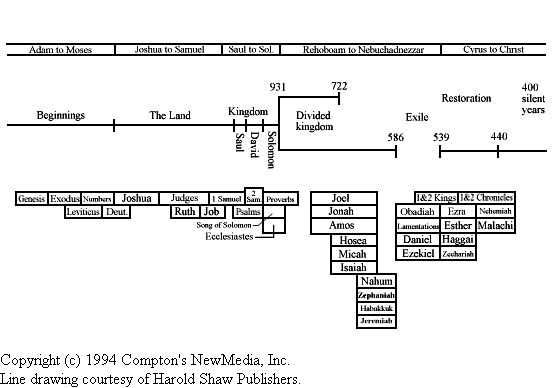 Adam to Moses
Joshua to Samuel
Saul to Sol.
Rehoboam to Nebuchadnezzar
Cyrus to Christ
931
722
400
silent
years
Restoration
Beginnings
The Land
Kingdom
Divided
kingdom
Exile
Saul
David
Solomon
586
539
440
Genesis
Exodus
Numbers
Joshua
Judges
1 Samuel
2
Sam.
Proverbs
Leviticus
Deut.
Ruth
Job
Psalms
Song of Solomon
Ecclesiastes
Joel
Jonah
Amos
Hosea
Micah
Isaiah
Nahum
Zephaniah
Habakkuk
Jeremiah
1&2 Kings
1&2 Chronicles
Obadiah
Ezra
Nehemiah
Lamentations
Esther
Malachi
Daniel
Haggai
Ezekiel
Zechariah
Copyright (c) 1994 Compton's NewMedia, Inc.
Line drawing courtesy of Harold Shaw Publishers.